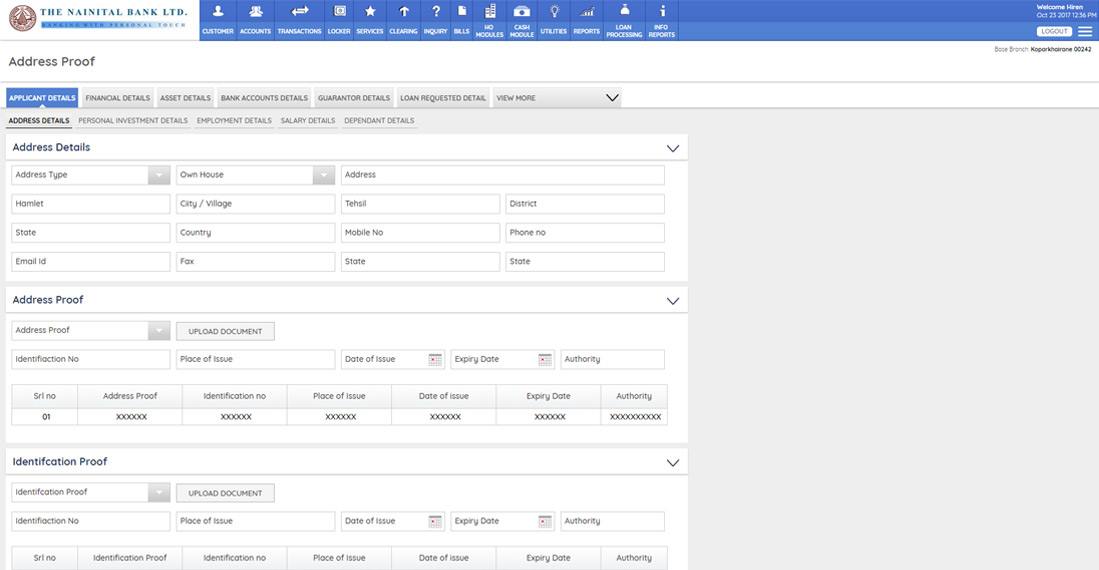 THE NAINITAL BANK LTD.
BANKING WITH PERSONAL TOUCH
CUSTOMER ACCOUNTS TRANSACTIONS LOCKER SERVICES CLEARING INQUIRY BILLS HO MODULES CASH MODULE UTILITIES REPORTS LOAN PROCESSING INFO REPORTS
Welcome Hiren
Oct 23 2017 12:36 PM
LOGOUT
Base Branch: Koparkhairane 00242
Address Proof
APPLICANT DETAILS FINANCIAL DETAILS ASSET DETAILS BANK ACCOUNTS DETAILS GUARANTOR DETAILS LOAN REQUESTED DETAIL VIEW MORE
ADDRESS DETAILS PERSONAL INVESTMENT DETAILS EMPLOYMENT DETAILS SALARY DETAILS DEPENDANT DETAILS
Address Details
Address Type Own House Address
Hamlet Ciity / Village Tehsil District
State Country Mobile No Phone no
Email Id Fax State State
Address Proof
Address Proof UPLOAD DOCUMENT
Identifiaction No Place of Issue Date of Issue Expiry Date Authority
Srl no Address Proof Identification no Place of Issue Date of issue Expiry Date Authority
01 XXXXXX XXXXXX XXXXXX XXXXXX XXXXXX XXXXXXXXXX
Identifcation Proof
Identifcation Proof UPLOAD DOCUMENT
Identifiaction No Place of Issue Date of Issue Expiry Date Authority
Srl no Identification Proof Identification no Place of Issue Date of issue Expiry Date Authority